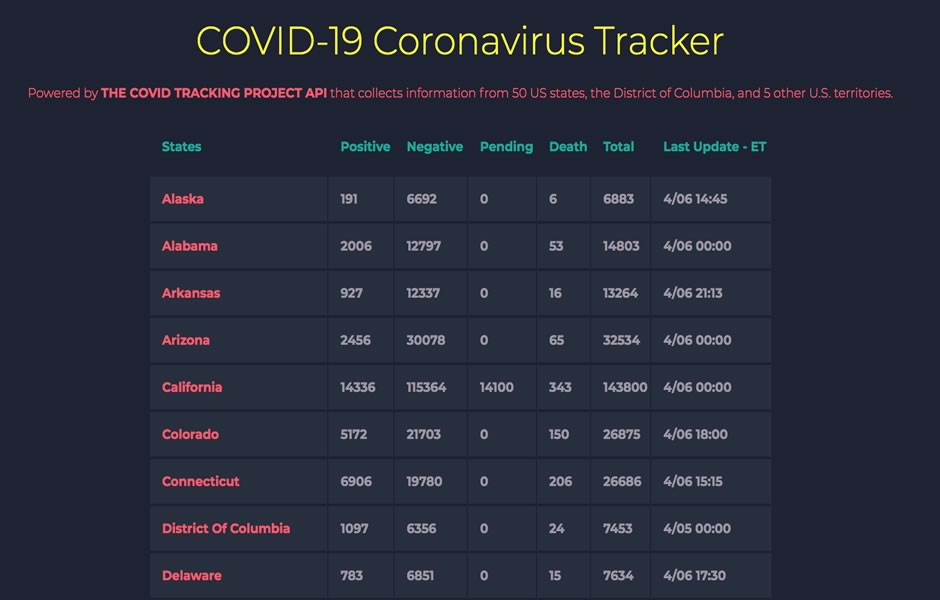 COVID-19 Coronavirus Tracker
Powered by THE COVID TRACKING PROJECT API that collects information from 50 US states, the District of Columbia, and 5 other U.S. territories.
States Positive Negative Pending Death Total Last Update - ET
Alaska 191 6692 0 6 6883 4/06 14:45
Alabama 2006 12797 0 53 14803 4/06 00:00
Arkansas 927 12337 0 16 13264 4/06 21:13
Arizona 2456 30078 0 65 32534 4/06 00:00
California 14336 115364 14100 343 143800 4/06 00:00
Colorado 5172 21703 0 150 26875 4/06 18:00
Connecticut 6906 19780 0 206 26686 4/06 15:15
District Of Columbia 1097 6356 0 24 7453 4/05 00:00
Delaware 783 6851 0 15 7634 4/06 17:30